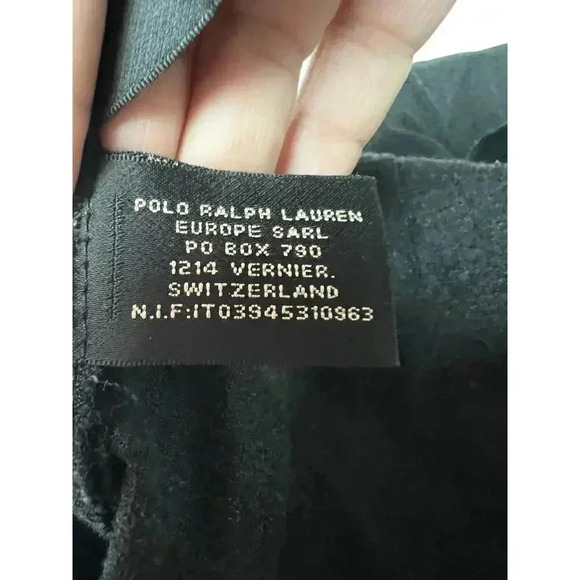 POLO RALPH LAUREN
EUROPE SARL
PO BOX 790
1214 VERNIER.
SWITZERLAND
N.I.F:IT03945310963